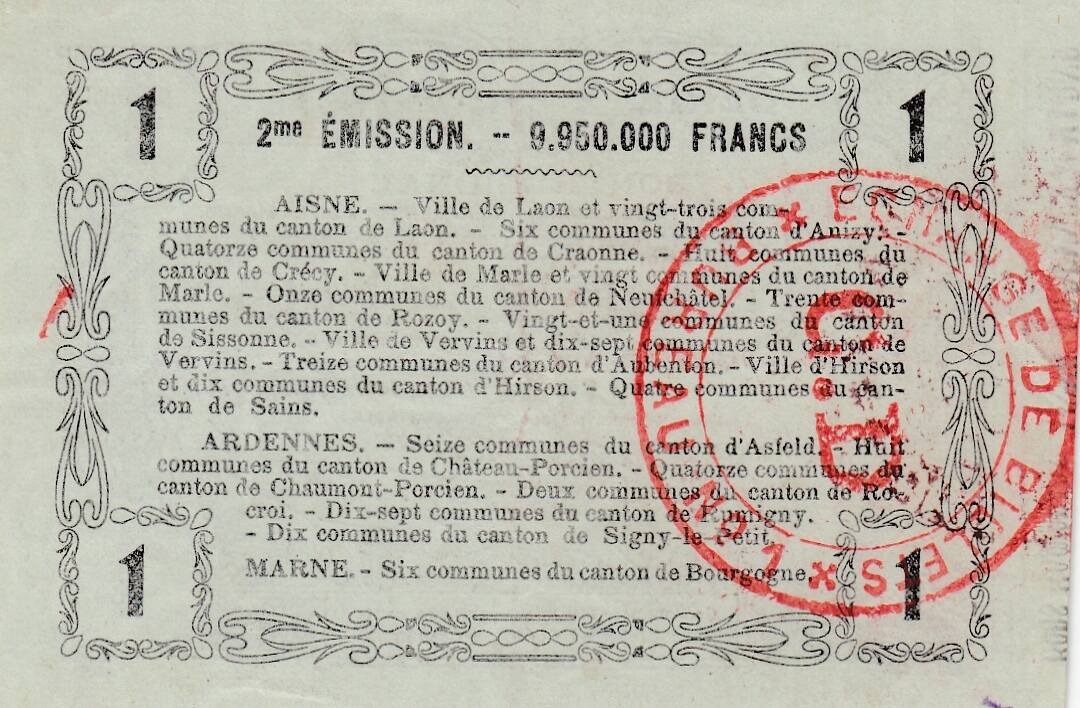 1
1
2me ÉMISSION. -- 9.950.000 FRANCS
AISNE. — Ville de Laon et vingt-trois com-
munes du canton de Laon. - Six communes du canton d'Anizy. -
Quatorze communes du canton de Craonne. - Huit communes du
canton de Crécy. - Ville de Marle et vingt communes du canton de
Marle. - Onze communes du canton de Neufchâtel. - Trente com-
munes du canton de Rozoy. - Vingt-et-une communes du canton
de Sissonne. - Ville de Vervins et dix-sept communes du canton de
Vervins. - Treize communes du canton d'Aubenton. - Ville d'Hirson
et dix communes du canton d'Hirson. - Quatre communes du can-
ton de Sains.
ARDENNES. — Seize communes du canton d'Asfeld. - Huit
communes du canton de Château-Porcien. - Quatorze communes du
canton de Chaumont-Porcien. - Deux communes du canton de Ro-
croi. - Dix-sept communes du canton de Rumigny.
- Dix communes du canton de Signy-le-Petit.
MARNE. - Six communes du canton de Bourgogne.
1
1
ECHANGE DE BILLETS